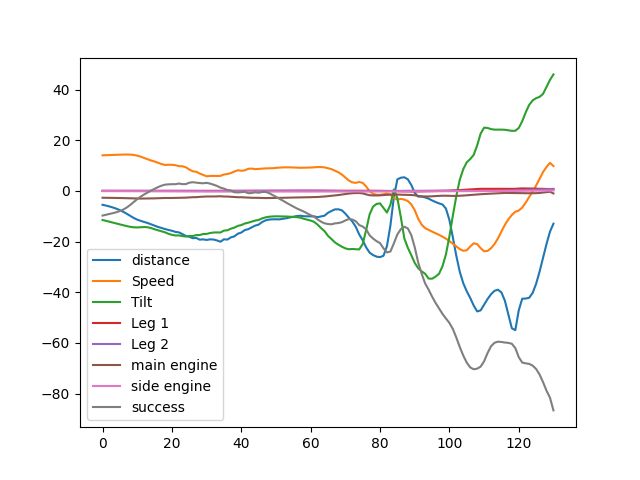 40
20
0
−20
−40
−60
−80
distance
Speed
Tilt
Leg 1
Leg 2
main engine
side engine
success
0 20 40 60 80 100 120